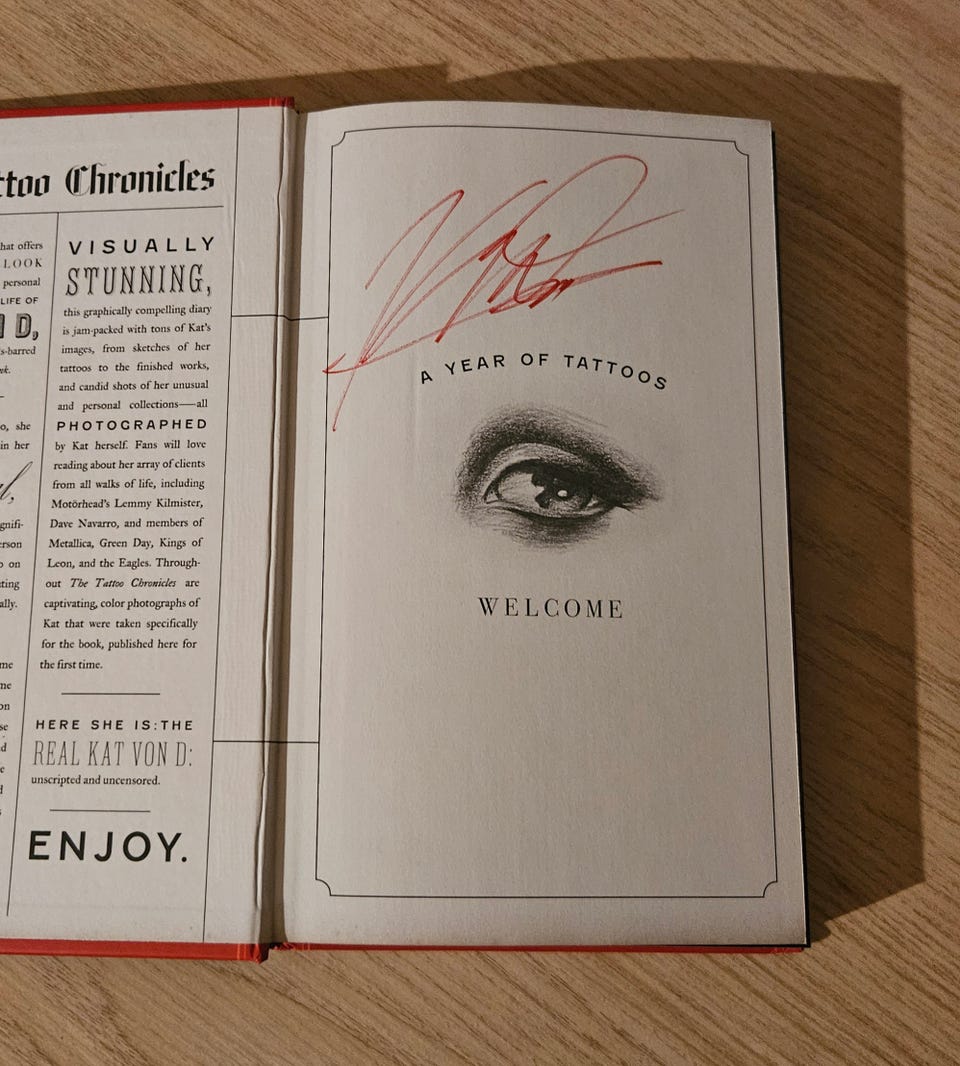 ttoo Chronicles
hat offers
LOOK
personal
LIFE OF
D,
s-barred
o, she
in her
gnifi-
erson
o on
ting
ally.
me
ne
on
se
d
e
VISUALLY
STUNNING,
this graphically compelling diary
is jam-packed with tons of Kat's
images, from sketches of her
tattoos to the finished works,
and candid shots of her unusual
and personal collections—all
PHOTOGRAPHED
by Kat herself. Fans will love
reading about her array of clients
from all walks of life, including
Motörhead's Lemmy Kilmister,
Dave Navarro, and members of
Metallica, Green Day, Kings of
Leon, and the Eagles. Through-
out The Tattoo Chronicles are
captivating, color photographs of
Kat that were taken specifically
for the book, published here for
the first time.
HERE SHE IS: THE
REAL KAT VON D:
unscripted and uncensored.
ENJOY.
A YEAR OF TATTOOS
WELCOME